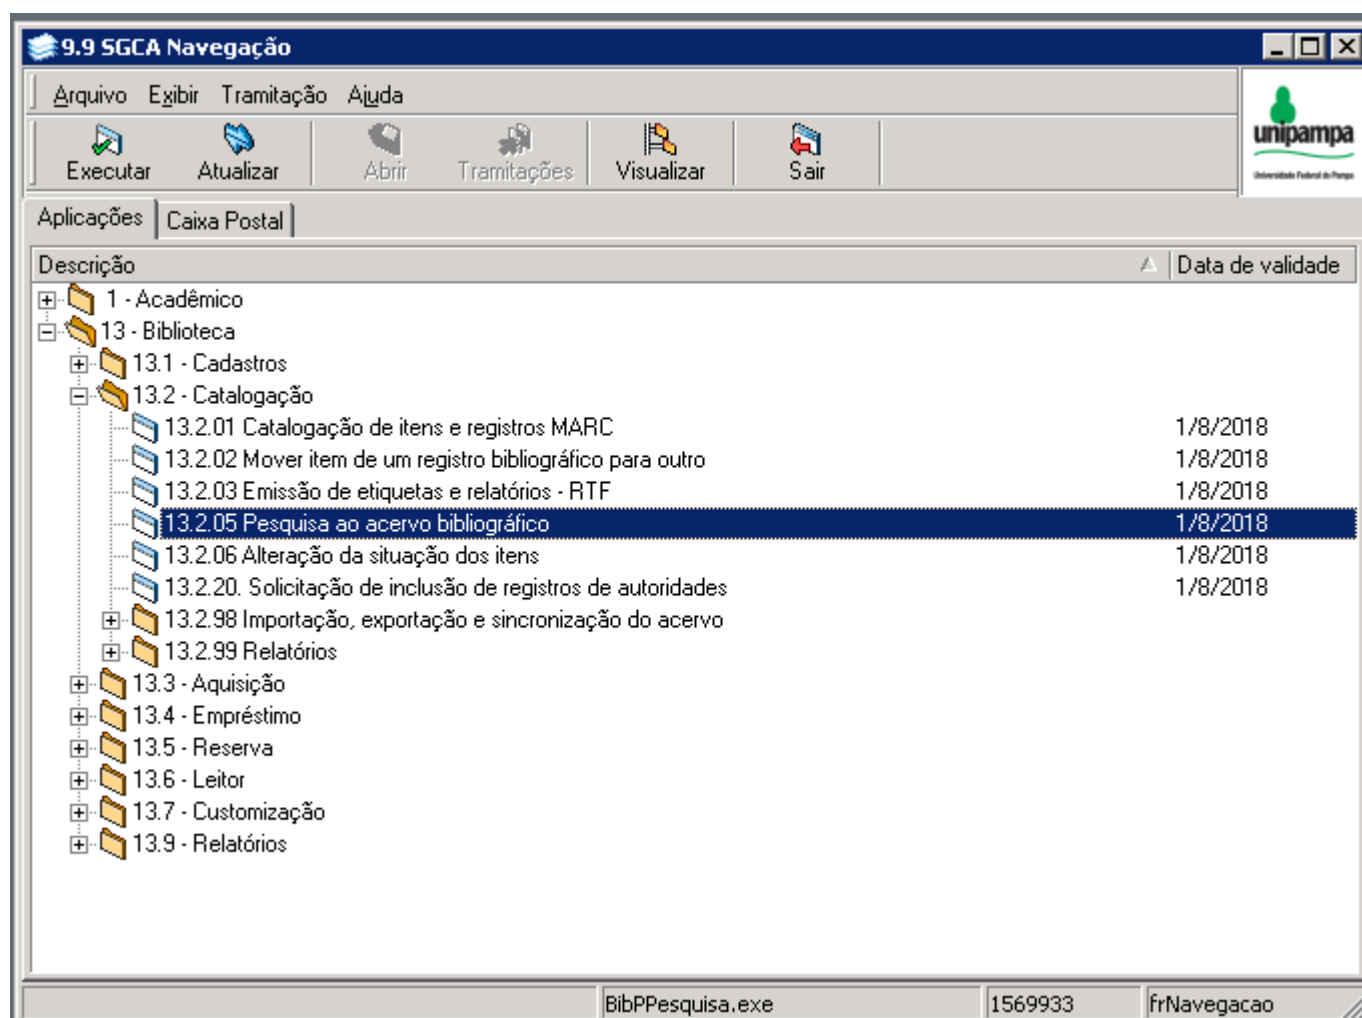 9.9 SGCA Navegação
Arquivo Exibir Tramitação Ajuda
Executar Atualizar Abrir Tramitações Visualizar Sair
unipampa
Universidade Federal do Pampa
Aplicações Caixa Postal
Descrição Data de validade
1 - Acadêmico
13 - Biblioteca
13.1 - Cadastros
13.2 - Catalogação
13.2.01 Catalogação de itens e registros MARC 1/8/2018
13.2.02 Mover item de um registro bibliográfico para outro 1/8/2018
13.2.03 Emissão de etiquetas e relatórios - RTF 1/8/2018
13.2.05 Pesquisa ao acervo bibliográfico 1/8/2018
13.2.06 Alteração da situação dos itens 1/8/2018
13.2.20. Solicitação de inclusão de registros de autoridades 1/8/2018
13.2.98 Importação, exportação e sincronização do acervo
13.2.99 Relatórios
13.3 - Aquisição
13.4 - Empréstimo
13.5 - Reserva
13.6 - Leitor
13.7 - Customização
13.9 - Relatórios
BibPPesquisa.exe 1569933 frNavegacao